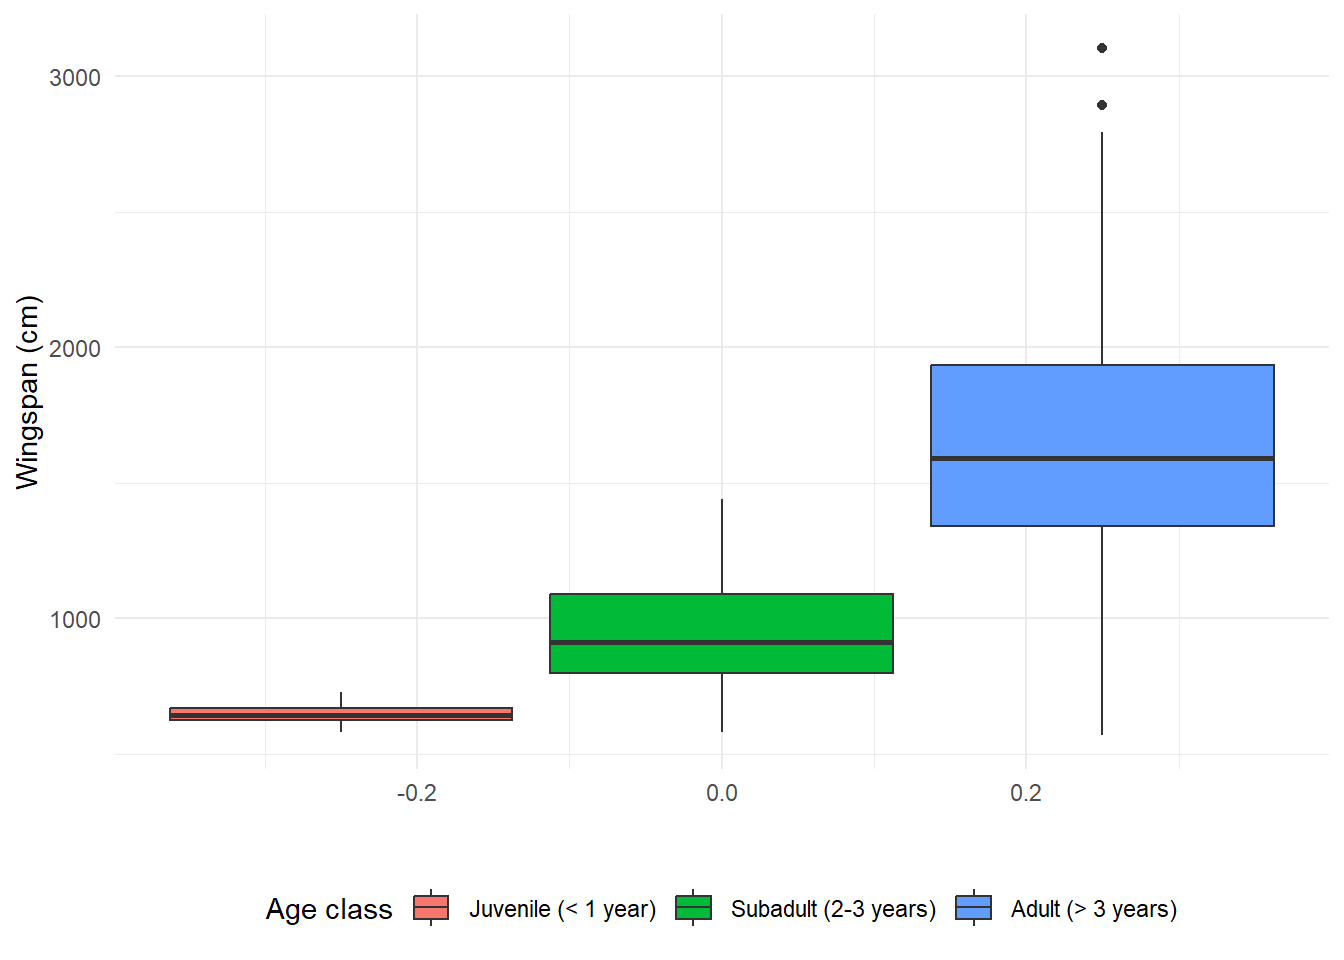 3000
2000
1000
Wingspan (cm)
-0.2 0.0 0.2
Age class Juvenile (< 1 year) Subadult (2-3 years) Adult (> 3 years)